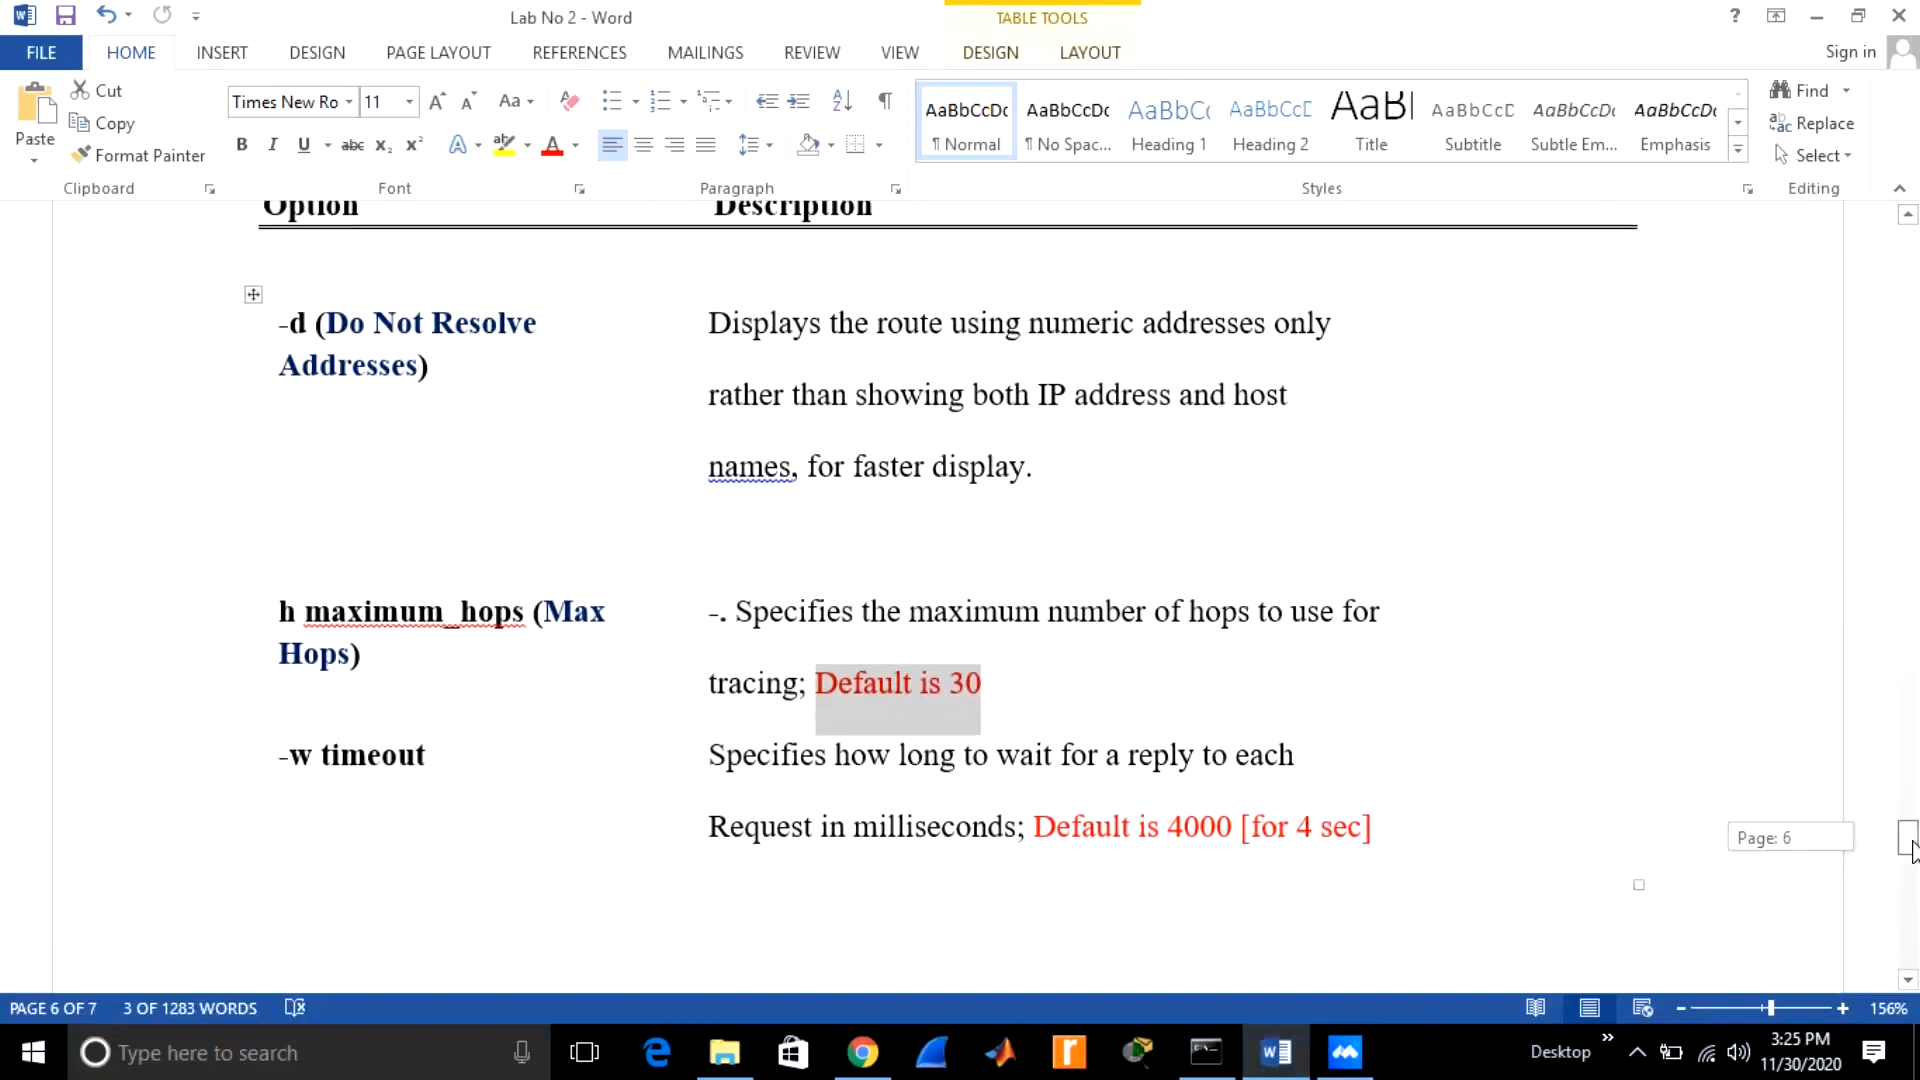 Lab No 2 - Word
TABLE TOOLS
?
FILE HOME INSERT DESIGN PAGE LAYOUT REFERENCES MAILINGS REVIEW VIEW DESIGN LAYOUT
Sign in
Paste
Cut
Copy
Format Painter
Clipboard
Times New Ro 11
Aa
B I U abc x₂ x²
Font
Paragraph
AaBbCcDc AaBbCcDc AaBbC( AaBbCcC AaBl AaBbCcC AaBbCcDc AaBbCcDc
¶ Normal ¶ No Spac... Heading 1 Heading 2 Title Subtitle Subtle Em... Emphasis
Styles
Find
Replace
Select
Editing
Option Description
-d (Do Not Resolve
Addresses)
Displays the route using numeric addresses only
rather than showing both IP address and host
names, for faster display.
h maximum_hops (Max
Hops)
-. Specifies the maximum number of hops to use for
tracing; Default is 30
-w timeout
Specifies how long to wait for a reply to each
Request in milliseconds; Default is 4000 [for 4 sec]
Page: 6
PAGE 6 OF 7 3 OF 1283 WORDS 156%
Type here to search
Desktop
3:25 PM
11/30/2020